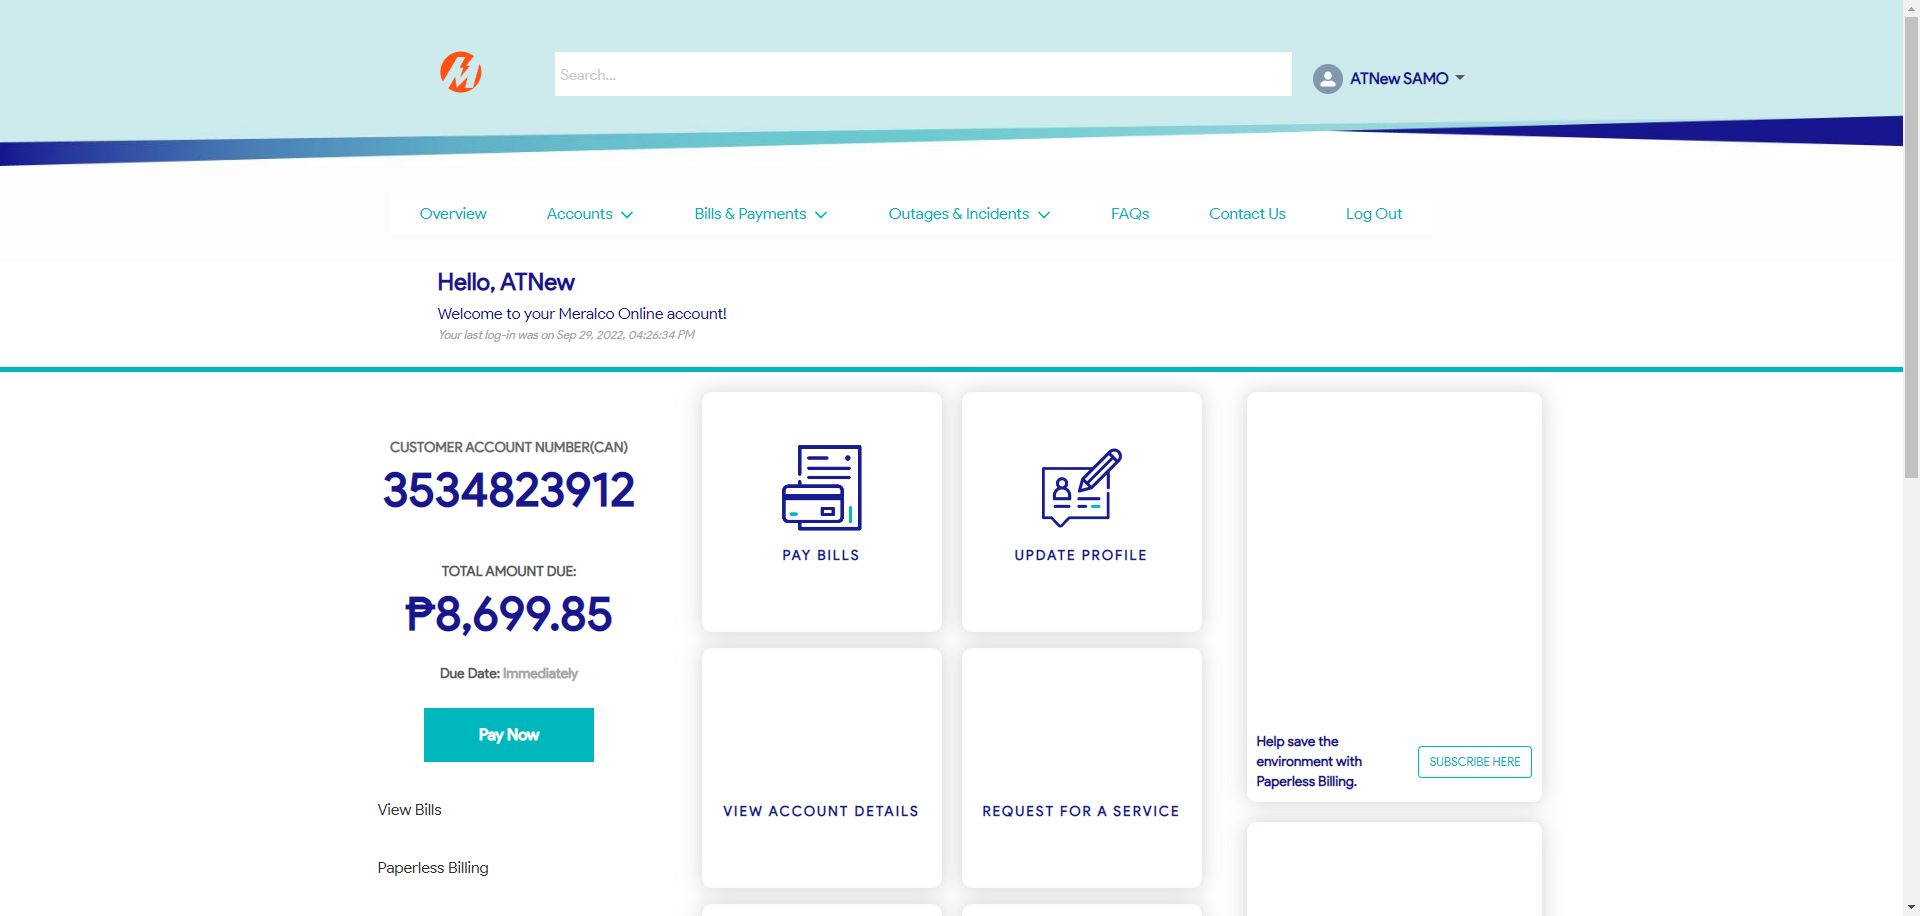 Search...
ATNew SAMO
Overview
Accounts
Bills & Payments
Outages & Incidents
FAQs
Contact Us
Log Out
Hello, ATNew
Welcome to your Meralco Online account!
Your last log-in was on Sep 29, 2022, 04:26:34 PM
CUSTOMER ACCOUNT NUMBER(CAN)
3534823912
TOTAL AMOUNT DUE:
₱8,699.85
Due Date: Immediately
Pay Now
View Bills
Paperless Billing
PAY BILLS
UPDATE PROFILE
VIEW ACCOUNT DETAILS
REQUEST FOR A SERVICE
Help save the
environment with
Paperless Billing.
SUBSCRIBE HERE